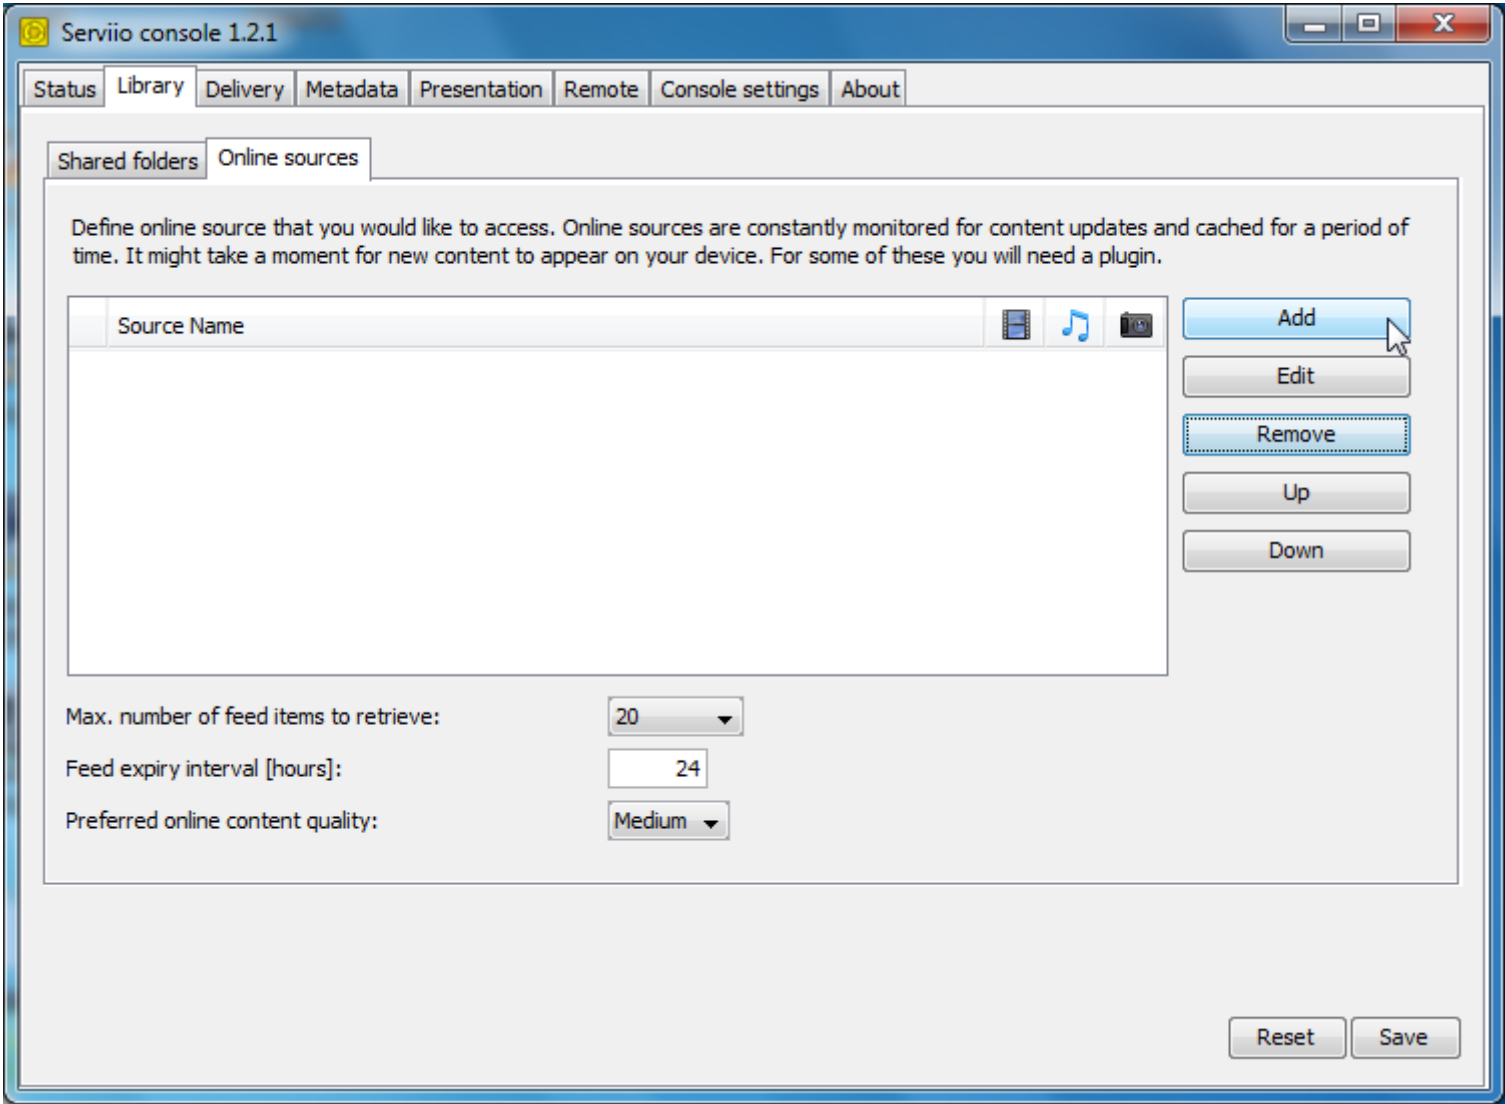 Serviio console 1.2.1
Status Library Delivery Metadata Presentation Remote Console settings About
Shared folders Online sources
Define online source that you would like to access. Online sources are constantly monitored for content updates and cached for a period of
time. It might take a moment for new content to appear on your device. For some of these you will need a plugin.
Source Name
Add
Edit
Remove
Up
Down
Max. number of feed items to retrieve: 20
Feed expiry interval [hours]: 24
Preferred online content quality: Medium
Reset Save